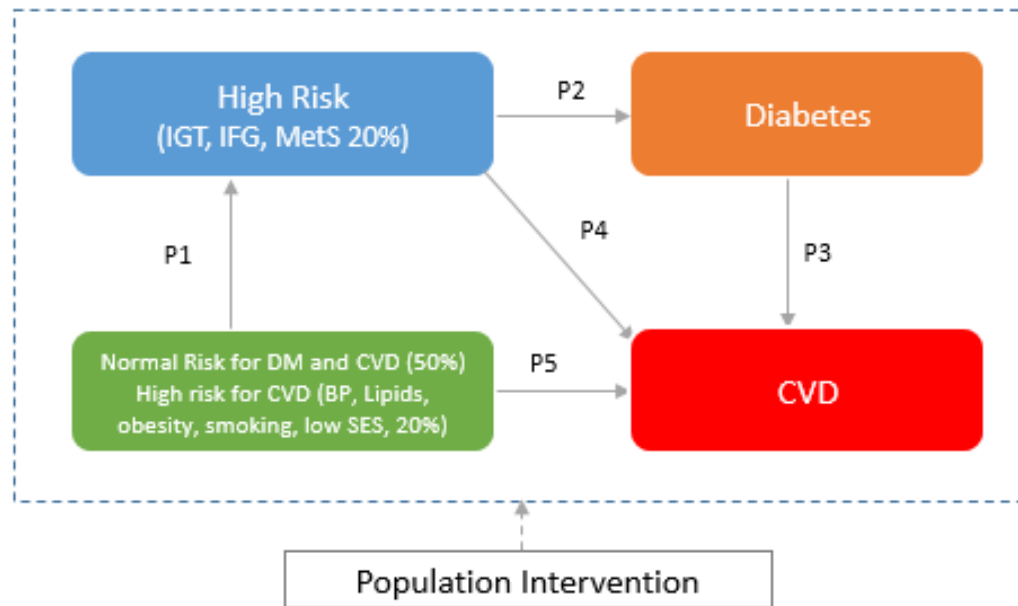 High Risk
(IGT, IFG, MetS 20%)
P2
Diabetes
P1
P4
P3
Normal Risk for DM and CVD (50%)
High risk for CVD (BP, Lipids,
obesity, smoking, low SES, 20%)
P5
CVD
Population Intervention